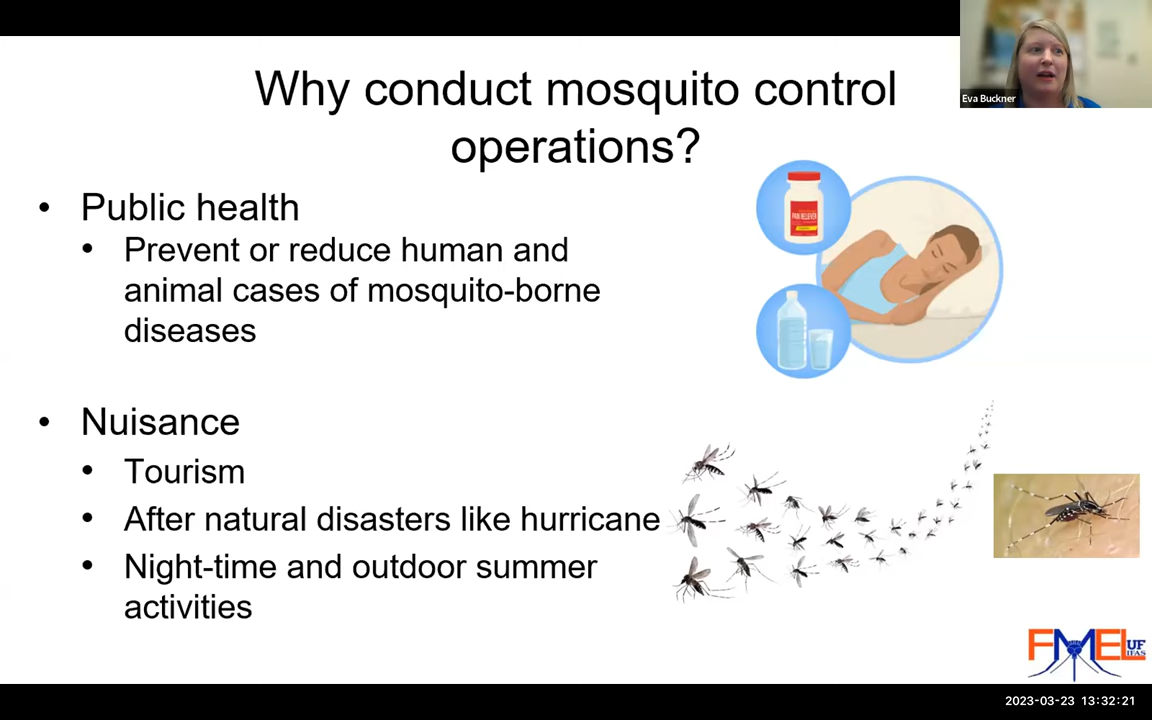 Why conduct mosquito control
operations?
Eva Buckner
• Public health
• Prevent or reduce human and
animal cases of mosquito-borne
diseases
PAIN RELIEVER
• Nuisance
• Tourism
• After natural disasters like hurricane
• Night-time and outdoor summer
activities
FMEL UF
IFAS
2023-03-23 13:32:21